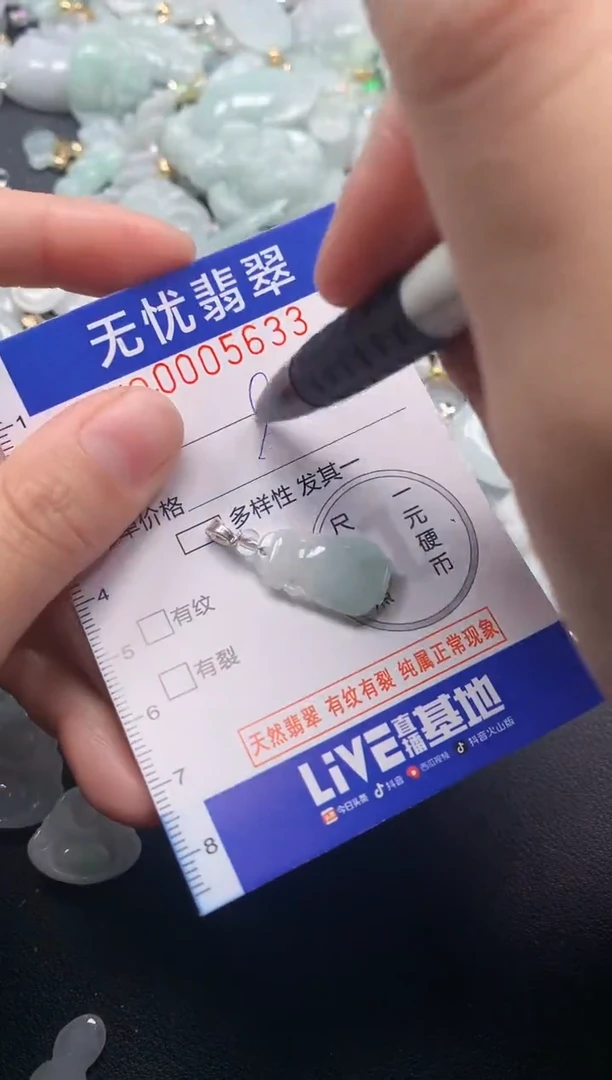 无忧翡翠
0005633
1
价格
多样性 发其一
尺
一元硬币
4
有纹
5
有裂
6
天然翡翠 有纹有裂 纯属正常现象
7
LiVE直播基地
今日头条 抖音 西瓜视频 抖音火山版
8